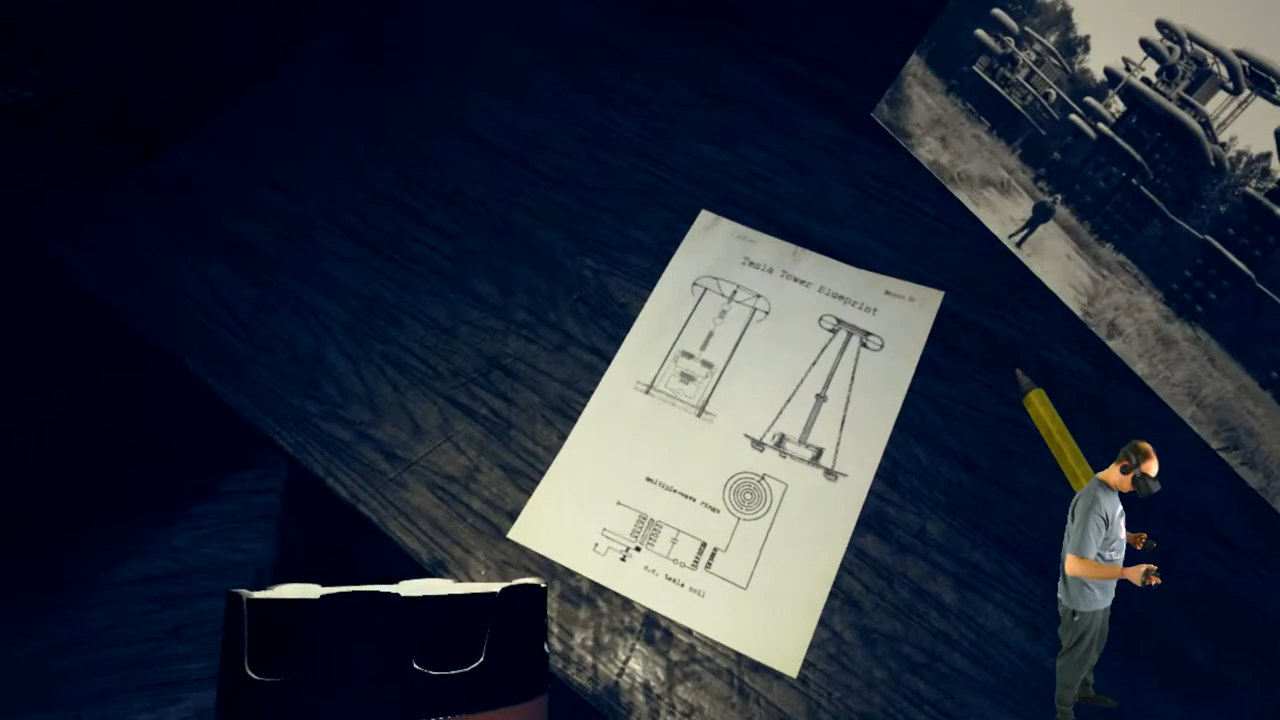 Tesla Tower Blueprint
multiple-wave rings
d.c. tesla coil